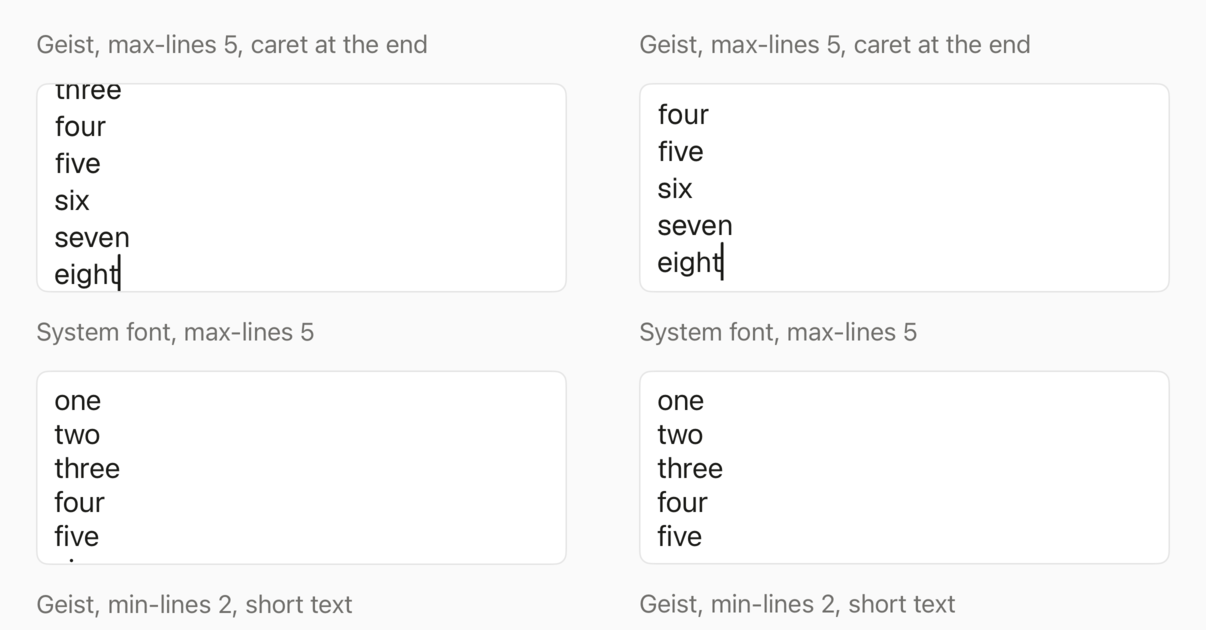 Geist, max-lines 5, caret at the end
three
four
five
six
seven
eight
System font, max-lines 5
one
two
three
four
five
Geist, min-lines 2, short text
Geist, max-lines 5, caret at the end
four
five
six
seven
eight
System font, max-lines 5
one
two
three
four
five
Geist, min-lines 2, short text